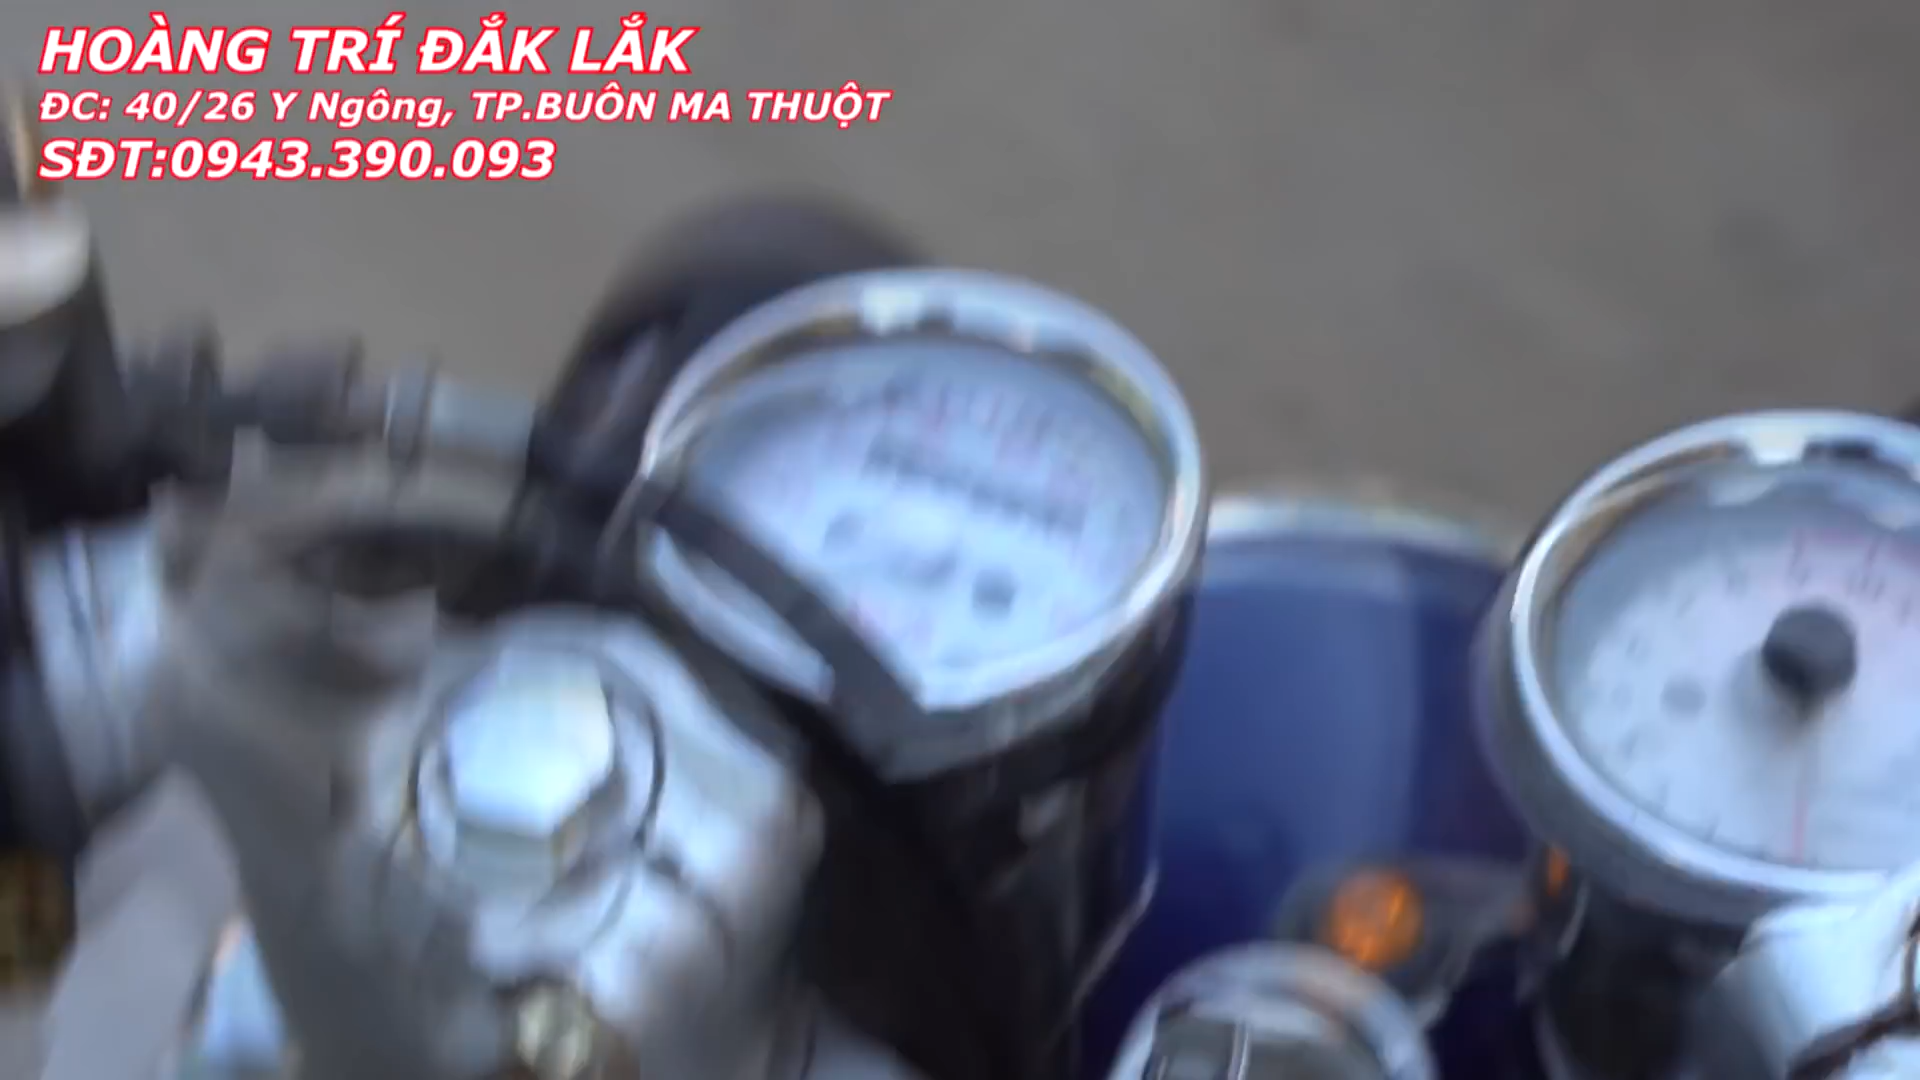 HOÀNG TRÍ ĐẮK LẮK
ĐC: 40/26 Y Ngông, TP.BUÔN MA THUỘT
SĐT:0943.390.093